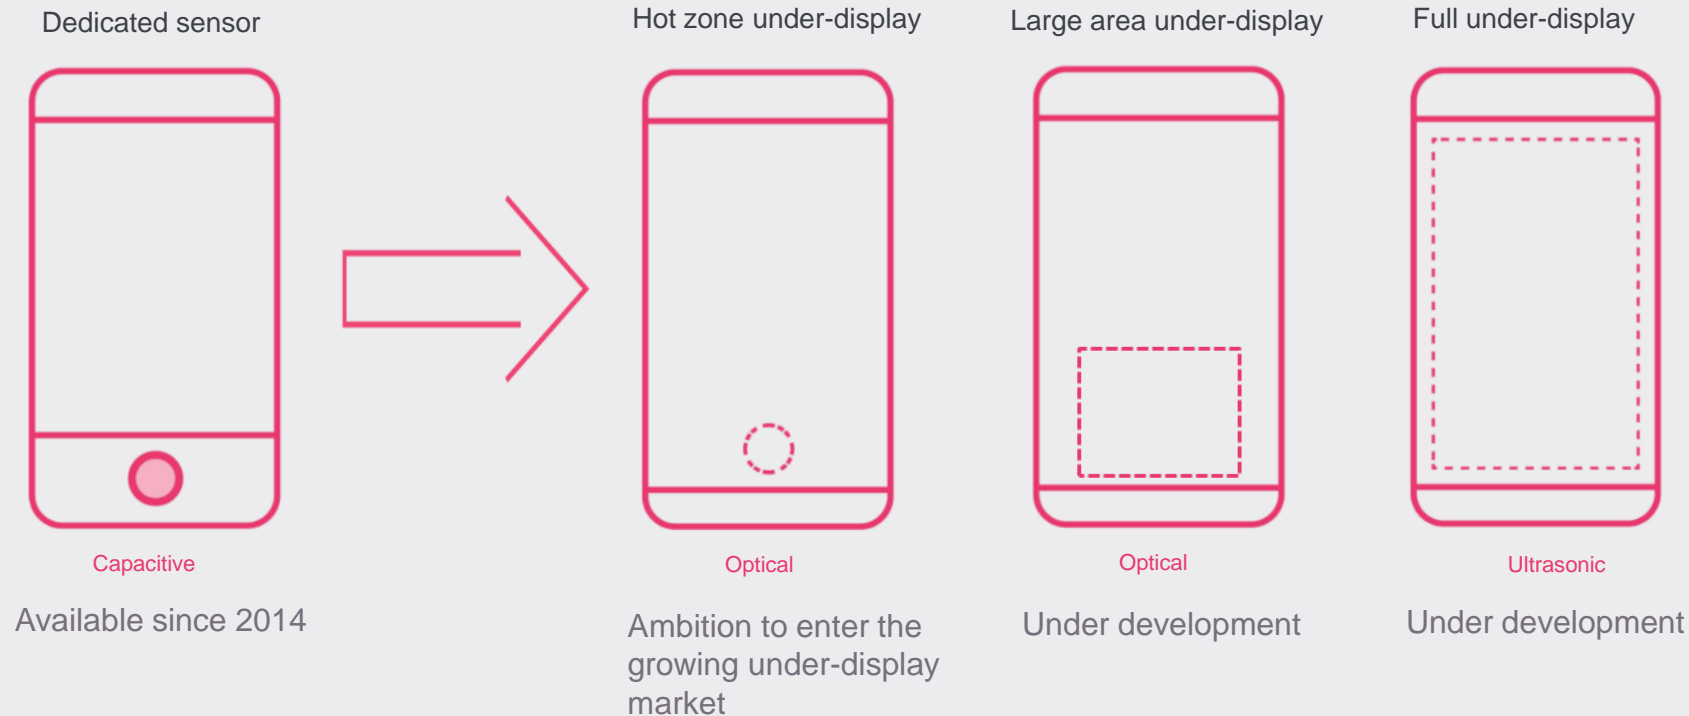 Dedicated sensor
Hot zone under-display
Large area under-display
Full under-display
Capacitive
Optical
Optical
Ultrasonic
Available since 2014
Ambition to enter the
growing under-display
market
Under development
Under development